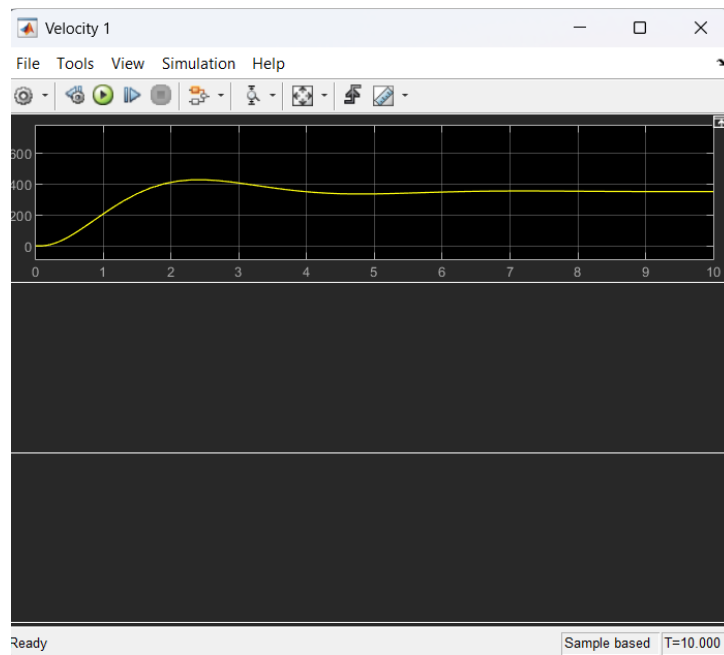 Velocity 1
File Tools View Simulation Help
600
400
200
0
0 1 2 3 4 5 6 7 8 9 10
Ready Sample based T=10.000